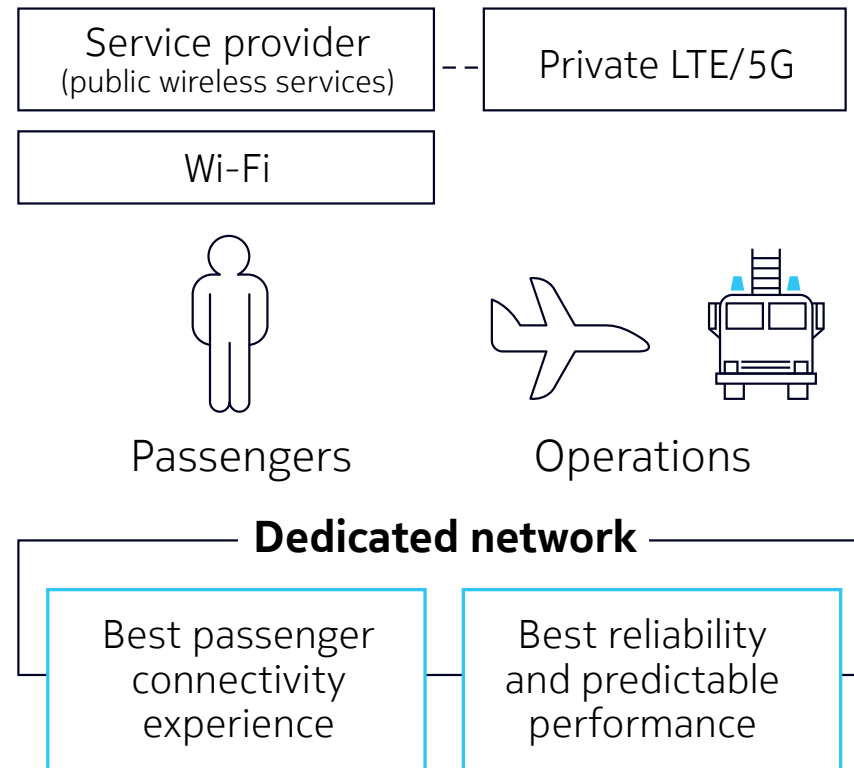 Service provider
(public wireless services)
Private LTE/5G
Wi-Fi
Passengers
Operations
Dedicated network
Best passenger
connectivity
experience
Best reliability
and predictable
performance